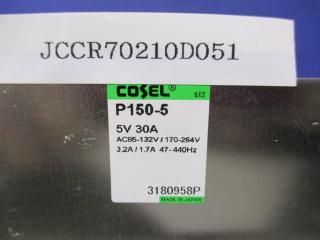 JCCR70210D051
COSEL® st2
P150-5
5V 30A
AC85-132V / 170-264V
3.2A / 1.7A 47-440Hz
3180958P
MADE IN JAPAN